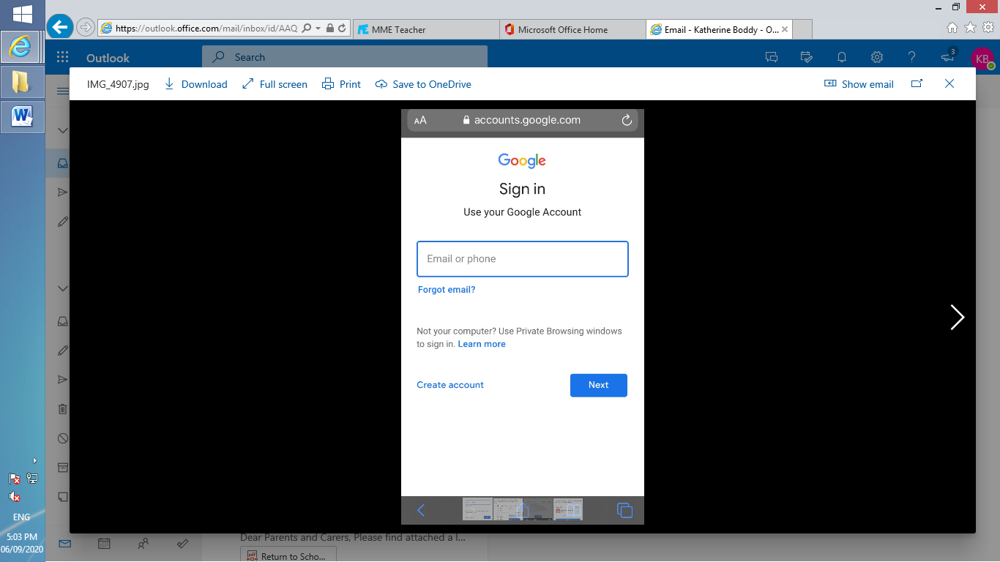 https://outlook.office.com/mail/inbox/id/AAQ
MME Teacher
Microsoft Office Home
Email - Katherine Boddy - O...
Outlook
Search
3
KB
IMG_4907.jpg
Download
Full screen
Print
Save to OneDrive
Show email
AA
accounts.google.com
Google
Sign in
Use your Google Account
Email or phone
Forgot email?
Not your computer? Use Private Browsing windows
to sign in. Learn more
Create account
Next
Dear Parents and Carers, Please find attached a l...
pdf
Return to Scho...
W
ENG
5:03 PM
06/09/2020